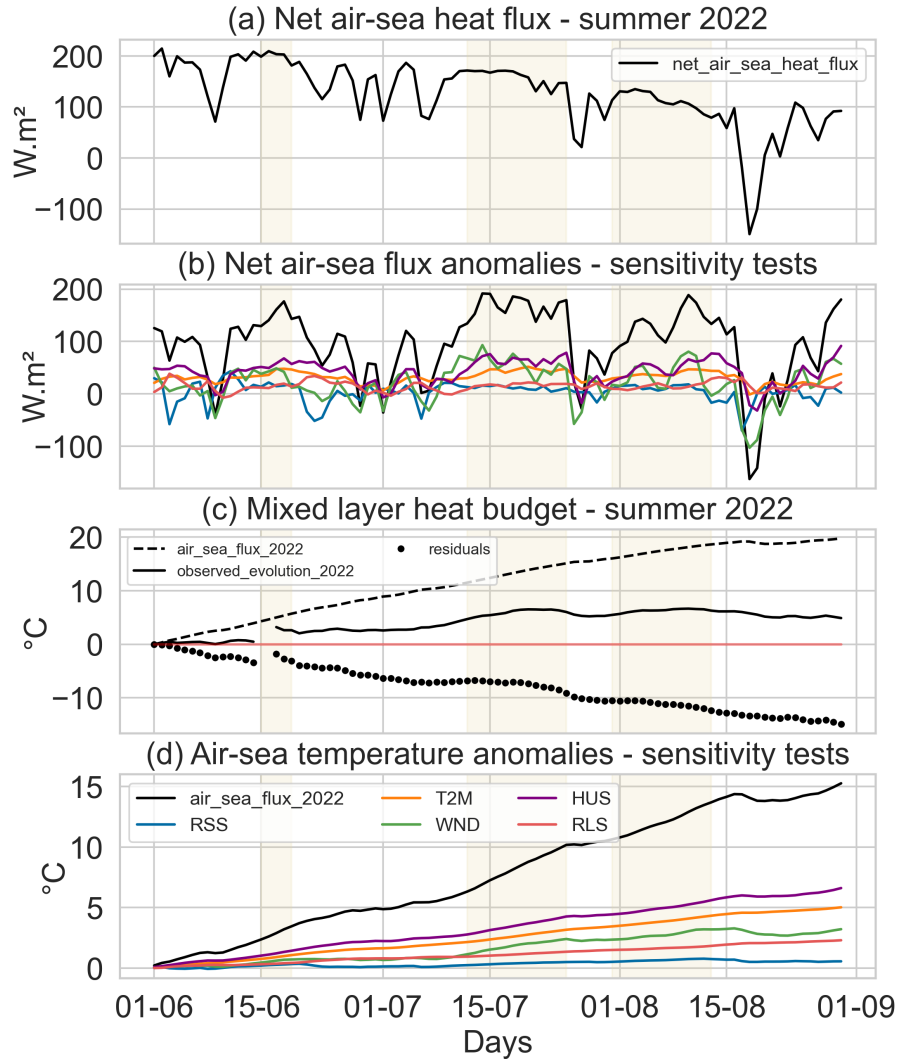 (a) Net air-sea heat flux - summer 2022
200
100
0
−100
W.m²
net_air_sea_heat_flux
(b) Net air-sea flux anomalies - sensitivity tests
200
100
0
−100
W.m²
(c) Mixed layer heat budget - summer 2022
20
10
0
−10
°C
air_sea_flux_2022
observed_evolution_2022
residuals
(d) Air-sea temperature anomalies - sensitivity tests
15
10
5
0
°C
air_sea_flux_2022 T2M HUS
RSS WND RLS
01-06 15-06 01-07 15-07 01-08 15-08 01-09
Days